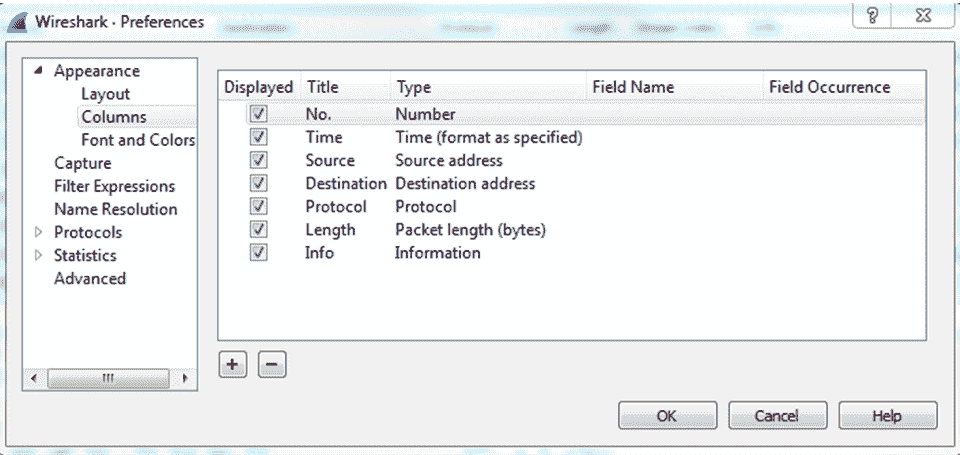 Wireshark · Preferences
Appearance
Layout
Columns
Font and Colors
Capture
Filter Expressions
Name Resolution
Protocols
Statistics
Advanced
Displayed Title Type Field Name Field Occurrence
No. Number
Time Time (format as specified)
Source Source address
Destination Destination address
Protocol Protocol
Length Packet length (bytes)
Info Information
OK Cancel Help